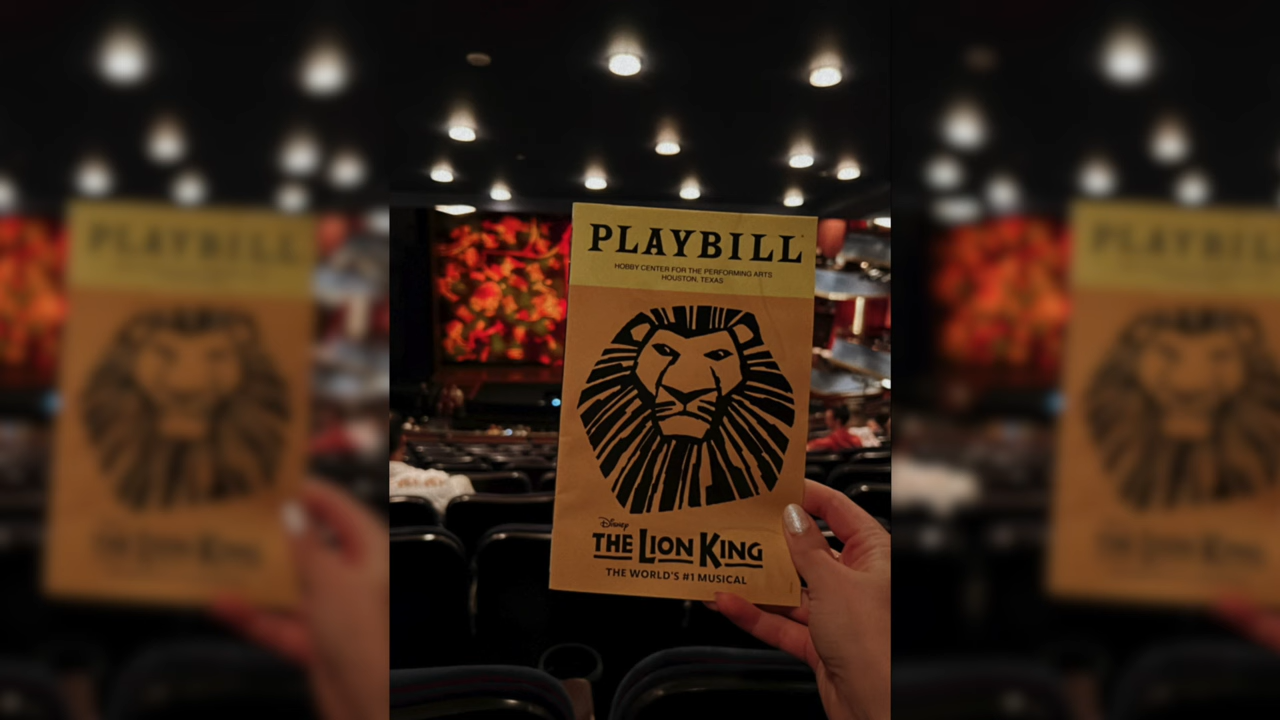 PLAYBILL
HOBBY CENTER FOR THE PERFORMING ARTS
HOUSTON, TEXAS
Disney
THE LION KING
THE WORLD'S #1 MUSICAL